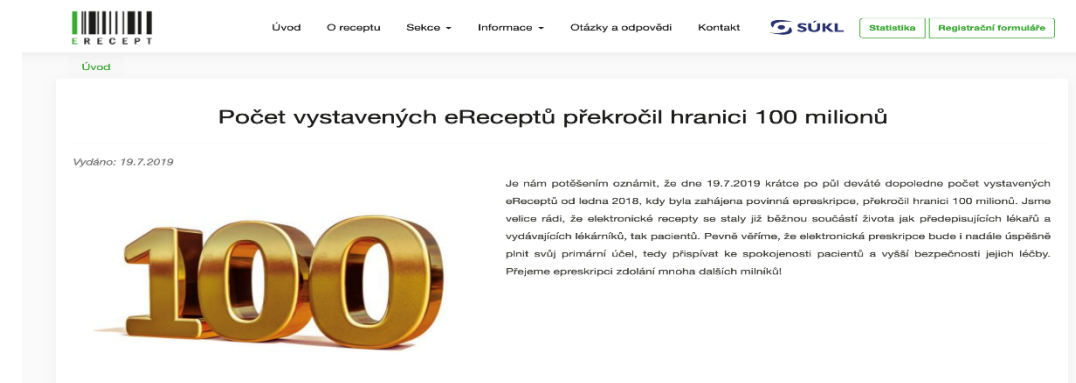 ERECEPT
Úvod O receptu Sekce Informace Otázky a odpovědi Kontakt SÚKL Statistika Registrační formuláře
Úvod
Počet vystavených eReceptů překročil hranici 100 milionů
Vydáno: 19.7.2019
Je nám potěšením oznámit, že dne 19.7.2019 krátce po půl deváté dopoledne počet vystavených
eReceptů od ledna 2018, kdy byla zahájena povinná epreskripce, překročil hranici 100 milionů. Jsme
velice rádi, že elektronické recepty se staly již běžnou součástí života jak předepisujících lékařů a
vydávajících lékárníků, tak pacientů. Pevně věříme, že elektronická preskripce bude i nadále úspěšně
plnit svůj primární účel, tedy přispívat ke spokojenosti pacientů a vyšší bezpečnosti jejich léčby.
Přejeme epreskripci zdolání mnoha dalších milníků!
100